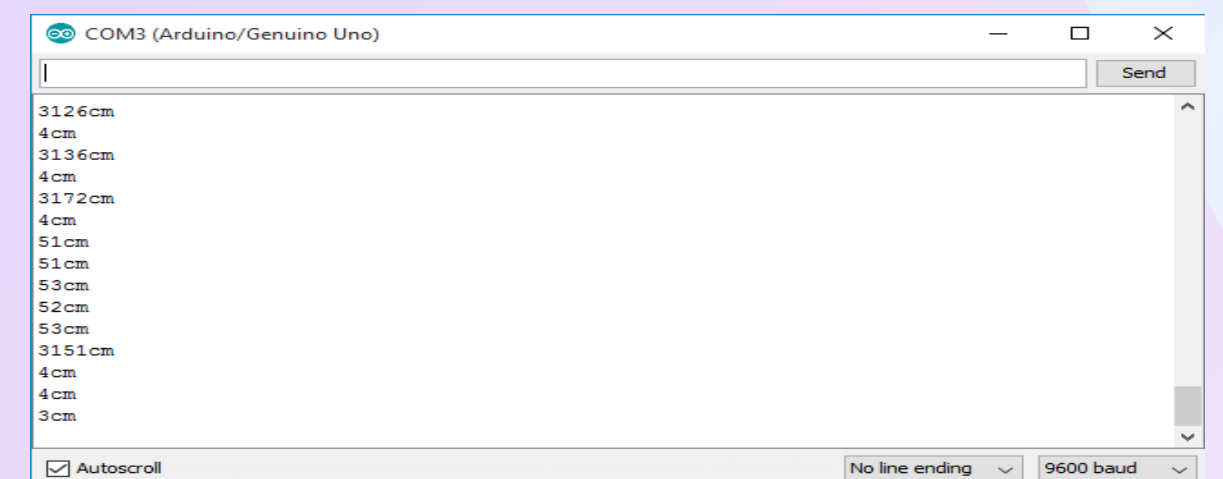 COM3 (Arduino/Genuino Uno)
Send
3126cm
4cm
3136cm
4cm
3172cm
4cm
51cm
51cm
53cm
52cm
53cm
3151cm
4cm
4cm
3cm
Autoscroll
No line ending
9600 baud